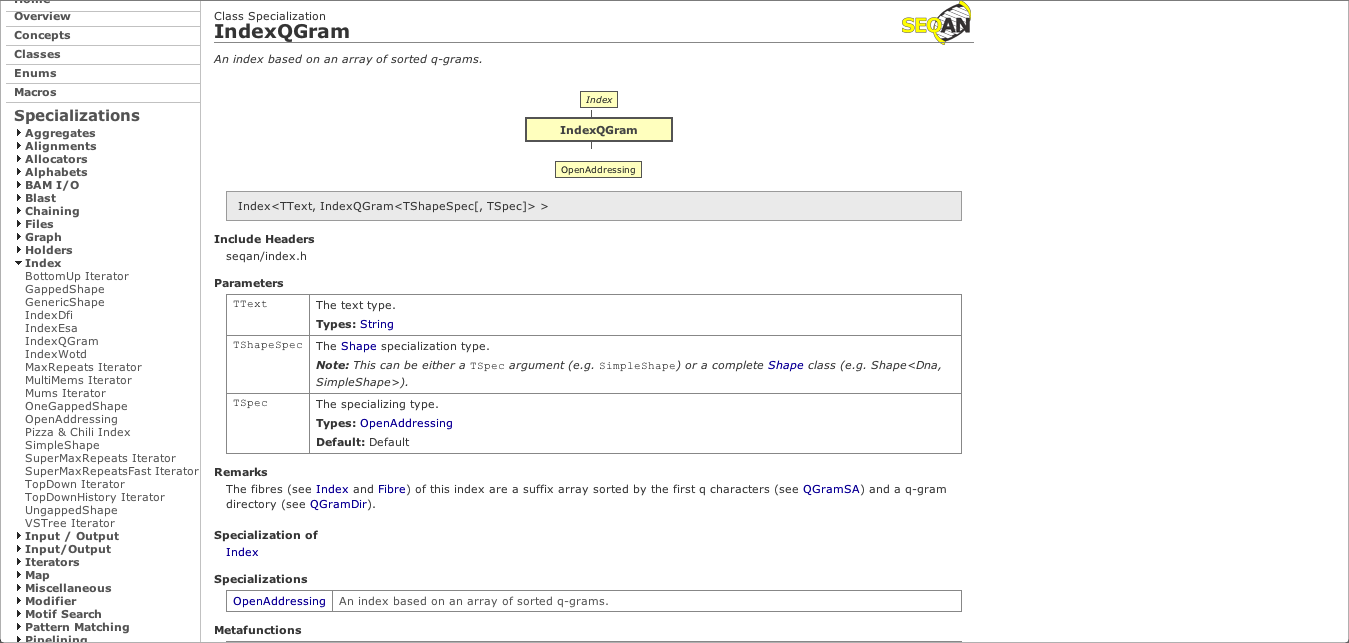 Home
Overview
Concepts
Classes
Enums
Macros
Specializations
Aggregates
Alignments
Allocators
Alphabets
BAM I/O
Blast
Chaining
Files
Graph
Holders
Index
BottomUp Iterator
GappedShape
GenericShape
IndexDfi
IndexEsa
IndexQGram
IndexWotd
MaxRepeats Iterator
MultiMems Iterator
Mums Iterator
OneGappedShape
OpenAddressing
Pizza & Chili Index
SimpleShape
SuperMaxRepeats Iterator
SuperMaxRepeatsFast Iterator
TopDown Iterator
TopDownHistory Iterator
UngappedShape
VSTree Iterator
Input / Output
Input/Output
Iterators
Map
Miscellaneous
Modifier
Motif Search
Pattern Matching
Pipelining
Class Specialization
IndexQGram
SEQAN
An index based on an array of sorted q-grams.
Index
IndexQGram
OpenAddressing
Index<TText, IndexQGram<TShapeSpec[, TSpec]> >
Include Headers
seqan/index.h
Parameters
TText
The text type.
Types: String
TShapeSpec
The Shape specialization type.
Note: This can be either a TSpec argument (e.g. SimpleShape) or a complete Shape class (e.g. Shape<Dna,
SimpleShape>).
TSpec
The specializing type.
Types: OpenAddressing
Default: Default
Remarks
The fibres (see Index and Fibre) of this index are a suffix array sorted by the first q characters (see QGramSA) and a q-gram
directory (see QGramDir).
Specialization of
Index
Specializations
OpenAddressing An index based on an array of sorted q-grams.
Metafunctions